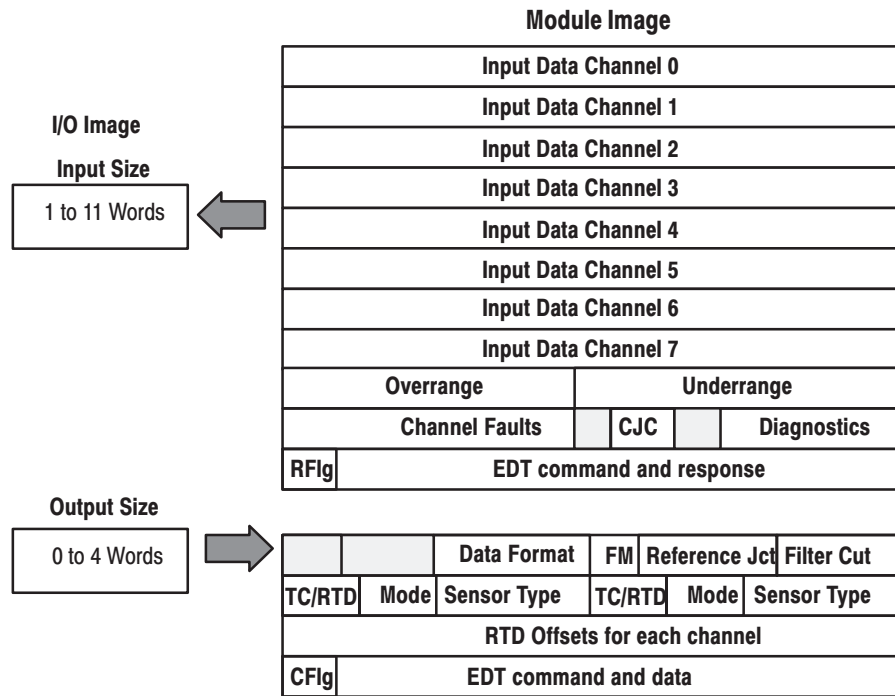 Module Image
Input Data Channel 0
Input Data Channel 1
I/O Image
Input Data Channel 2
Input Size
Input Data Channel 3
1 to 11 Words
Input Data Channel 4
Input Data Channel 5
Input Data Channel 6
Input Data Channel 7
Overrange Underrange
Channel Faults CJC Diagnostics
RFlg EDT command and response
Output Size
0 to 4 Words
Data Format FM Reference Jct Filter Cut
TC/RTD Mode Sensor Type TC/RTD Mode Sensor Type
RTD Offsets for each channel
CFlg EDT command and data